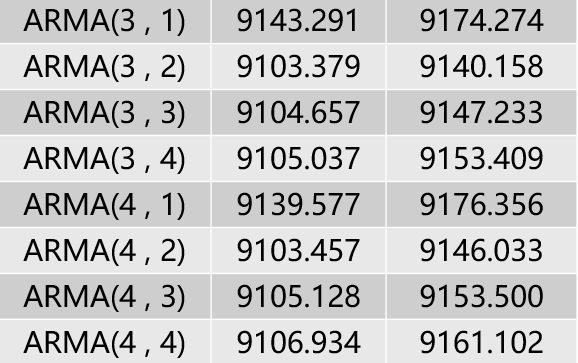 ARMA(3 , 1) 9143.291 9174.274
ARMA(3 , 2) 9103.379 9140.158
ARMA(3 , 3) 9104.657 9147.233
ARMA(3 , 4) 9105.037 9153.409
ARMA(4 , 1) 9139.577 9176.356
ARMA(4 , 2) 9103.457 9146.033
ARMA(4 , 3) 9105.128 9153.500
ARMA(4 , 4) 9106.934 9161.102